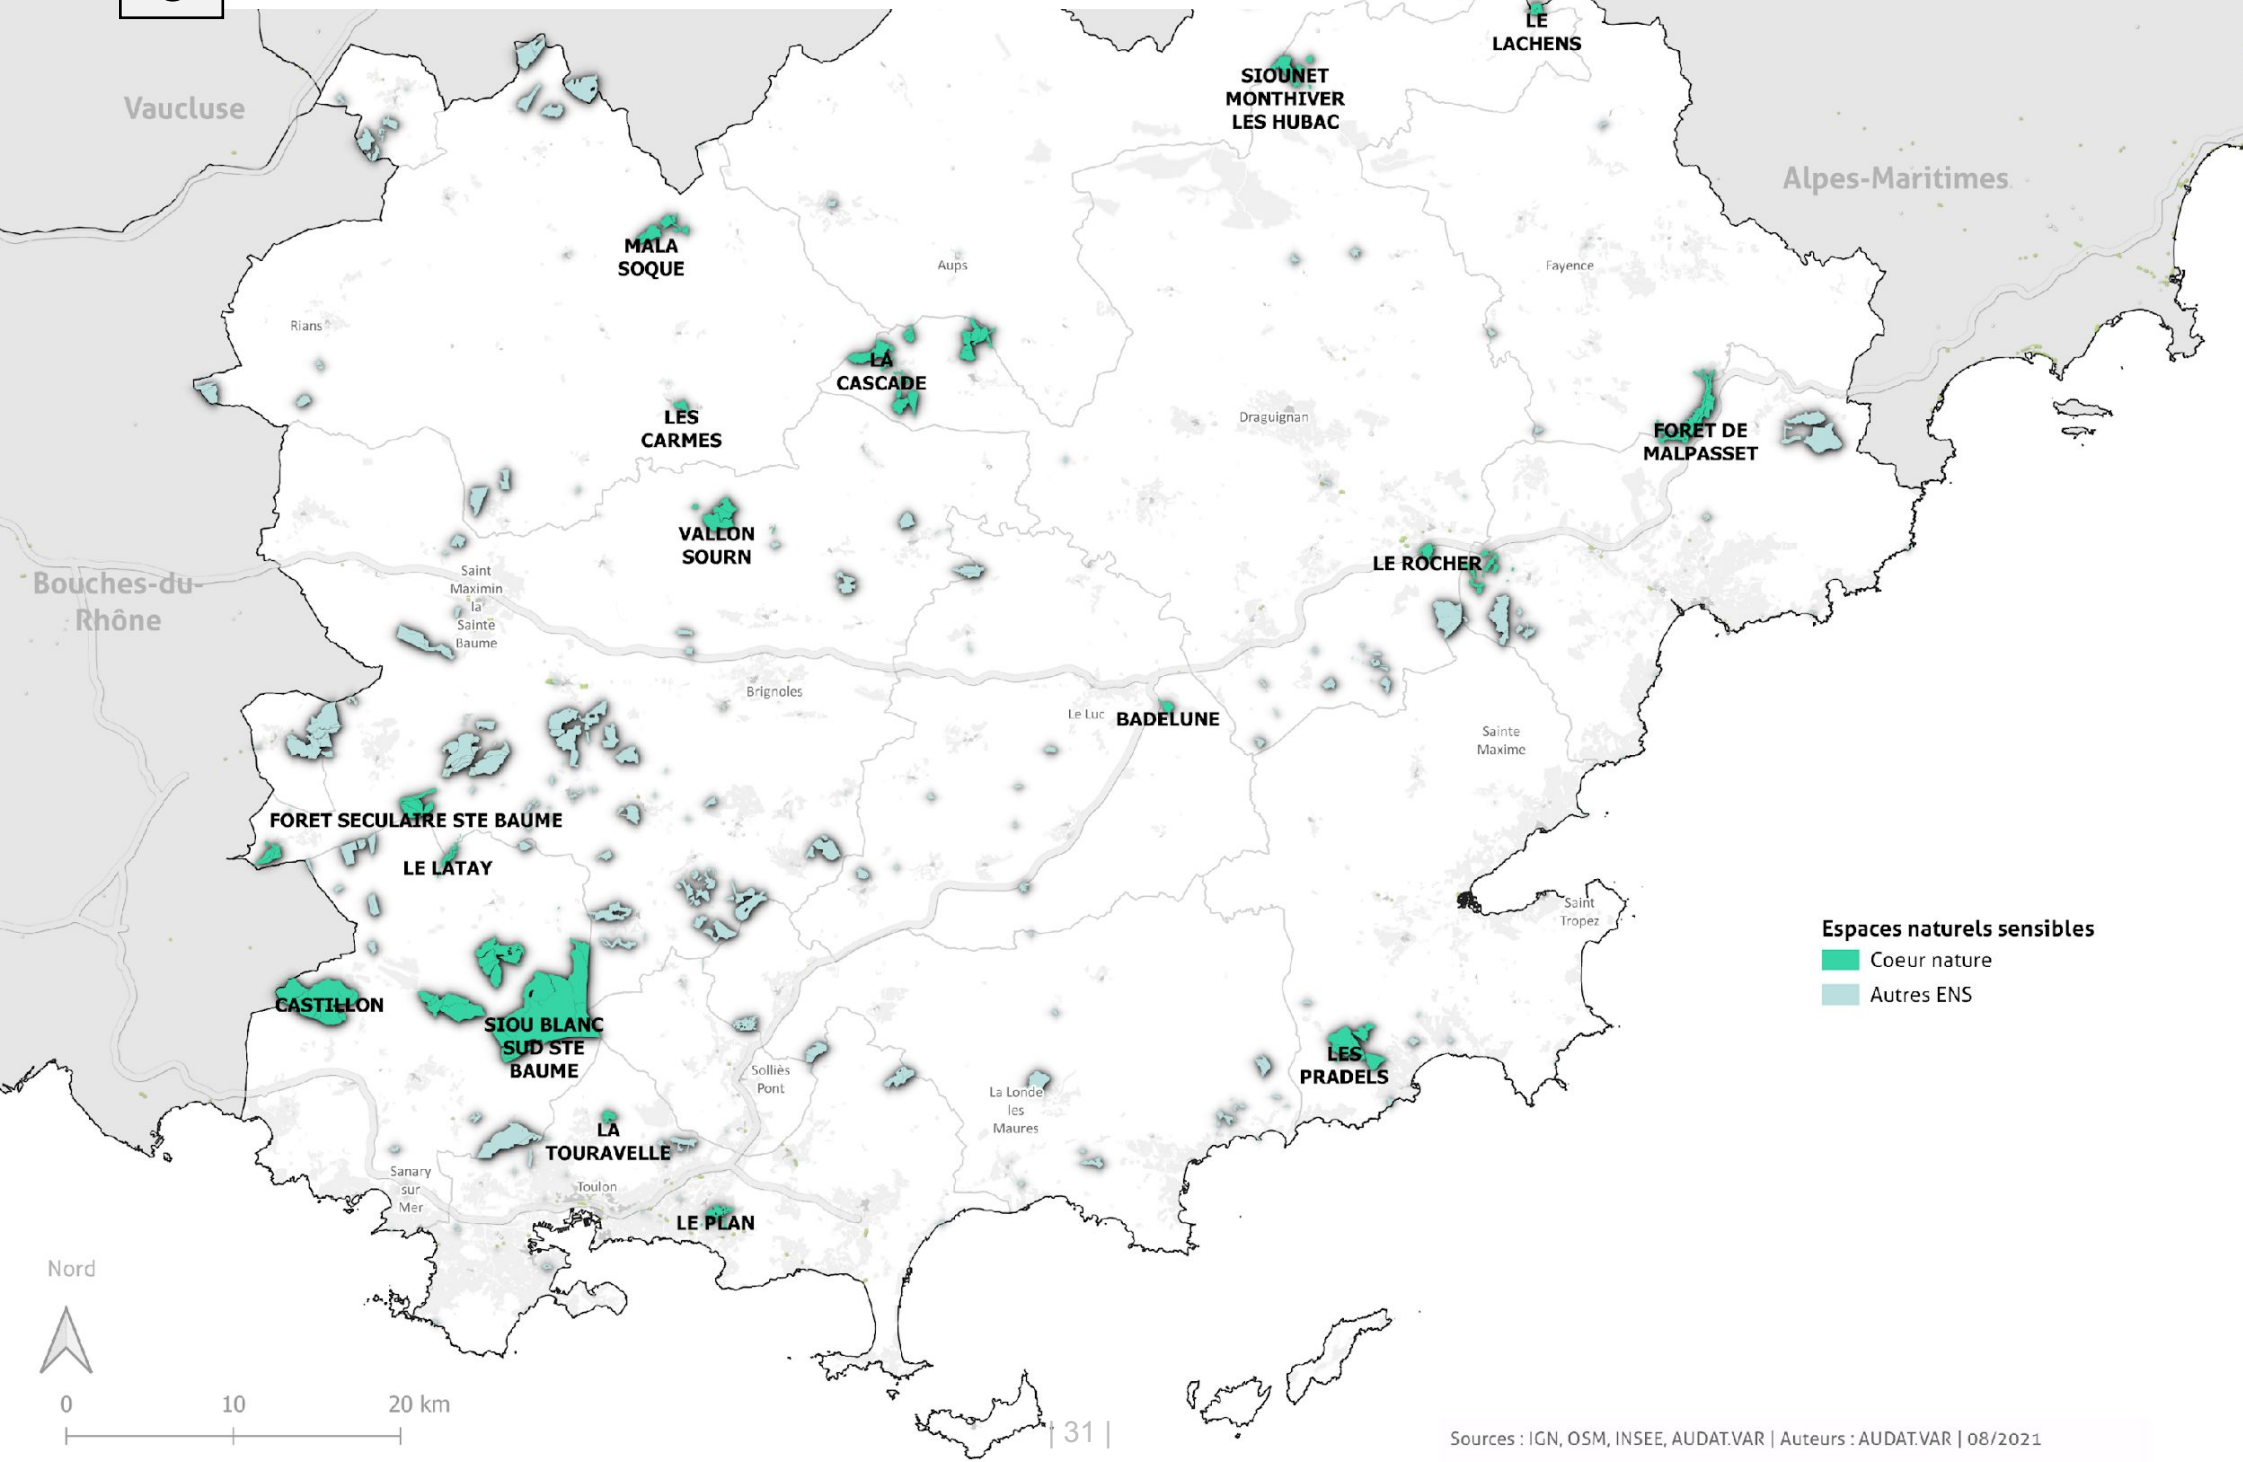 LE
LACHENS
SIOUNET
MONTHIVER
LES HUBAC
Vaucluse
Alpes-Maritimes
MALA
SOQUE
Aups
Fayence
Rians
LA
CASCADE
LES
CARMES
Draguignan
FORET DE
MALPASSET
VALLON
SOURN
LE ROCHER
Bouches-du-
Rhône
Saint
Maximin
la
Sainte
Baume
Brignoles
Le Luc
BADELUNE
Sainte
Maxime
FORET SECULAIRE STE BAUME
LE LATAY
Saint
Tropez
Espaces naturels sensibles
Coeur nature
Autres ENS
CASTILLON
SIOU BLANC
SUD STE
BAUME
LES
PRADELS
Solliès
Pont
La Londe
les
Maures
LA
TOURAVELLE
Sanary
sur
Mer
Toulon
LE PLAN
Nord
0 10 20 km
| 31 |
Sources : IGN, OSM, INSEE, AUDAT.VAR | Auteurs : AUDAT.VAR | 08/2021